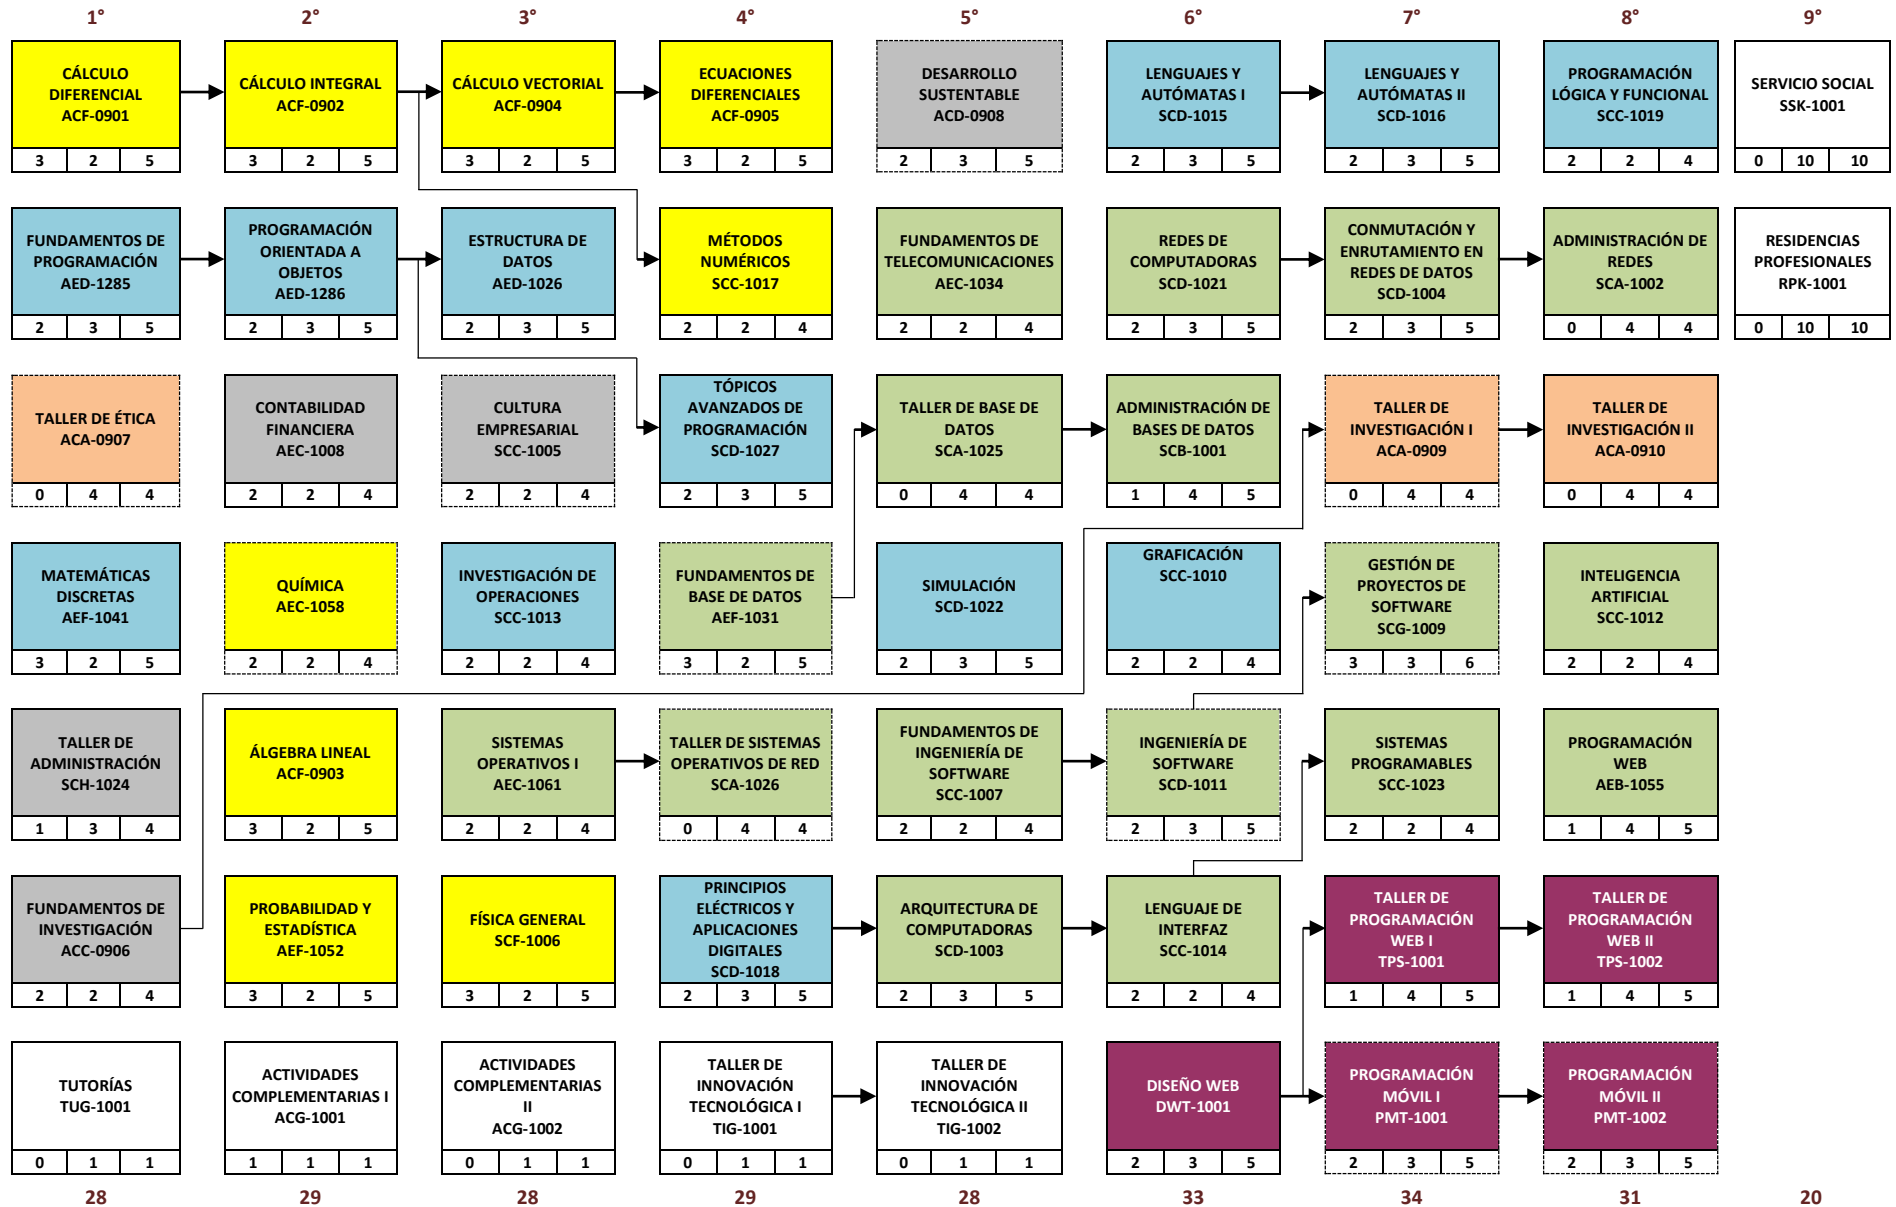 1° 2° 3° 4° 5° 6° 7° 8° 9°
CÁLCULO
DIFERENCIAL
ACF-0901
3 2 5
CÁLCULO INTEGRAL
ACF-0902
3 2 5
CÁLCULO VECTORIAL
ACF-0904
3 2 5
ECUACIONES
DIFERENCIALES
ACF-0905
3 2 5
DESARROLLO
SUSTENTABLE
ACD-0908
2 3 5
LENGUAJES Y
AUTÓMATAS I
SCD-1015
2 3 5
LENGUAJES Y
AUTÓMATAS II
SCD-1016
2 3 5
PROGRAMACIÓN
LÓGICA Y FUNCIONAL
SCC-1019
2 2 4
SERVICIO SOCIAL
SSK-1001
0 10 10
FUNDAMENTOS DE
PROGRAMACIÓN
AED-1285
2 3 5
PROGRAMACIÓN
ORIENTADA A
OBJETOS
AED-1286
2 3 5
ESTRUCTURA DE
DATOS
AED-1026
2 3 5
MÉTODOS
NUMÉRICOS
SCC-1017
2 2 4
FUNDAMENTOS DE
TELECOMUNICACIONES
AEC-1034
2 2 4
REDES DE
COMPUTADORAS
SCD-1021
2 3 5
CONMUTACIÓN Y
ENRUTAMIENTO EN
REDES DE DATOS
SCD-1004
2 3 5
ADMINISTRACIÓN DE
REDES
SCA-1002
0 4 4
RESIDENCIAS
PROFESIONALES
RPK-1001
0 10 10
TALLER DE ÉTICA
ACA-0907
0 4 4
CONTABILIDAD
FINANCIERA
AEC-1008
2 2 4
CULTURA
EMPRESARIAL
SCC-1005
2 2 4
TÓPICOS
AVANZADOS DE
PROGRAMACIÓN
SCD-1027
2 3 5
TALLER DE BASE DE
DATOS
SCA-1025
0 4 4
ADMINISTRACIÓN DE
BASES DE DATOS
SCB-1001
1 4 5
TALLER DE
INVESTIGACIÓN I
ACA-0909
0 4 4
TALLER DE
INVESTIGACIÓN II
ACA-0910
0 4 4
MATEMÁTICAS
DISCRETAS
AEF-1041
3 2 5
QUÍMICA
AEC-1058
2 2 4
INVESTIGACIÓN DE
OPERACIONES
SCC-1013
2 2 4
FUNDAMENTOS DE
BASE DE DATOS
AEF-1031
3 2 5
SIMULACIÓN
SCD-1022
2 3 5
GRAFICACIÓN
SCC-1010
2 2 4
GESTIÓN DE
PROYECTOS DE
SOFTWARE
SCG-1009
3 3 6
INTELIGENCIA
ARTIFICIAL
SCC-1012
2 2 4
TALLER DE
ADMINISTRACIÓN
SCH-1024
1 3 4
ÁLGEBRA LINEAL
ACF-0903
3 2 5
SISTEMAS
OPERATIVOS I
AEC-1061
2 2 4
TALLER DE SISTEMAS
OPERATIVOS DE RED
SCA-1026
0 4 4
FUNDAMENTOS DE
INGENIERÍA DE
SOFTWARE
SCC-1007
2 2 4
INGENIERÍA DE
SOFTWARE
SCD-1011
2 3 5
SISTEMAS
PROGRAMABLES
SCC-1023
2 2 4
PROGRAMACIÓN
WEB
AEB-1055
1 4 5
FUNDAMENTOS DE
INVESTIGACIÓN
ACC-0906
2 2 4
PROBABILIDAD Y
ESTADÍSTICA
AEF-1052
3 2 5
FÍSICA GENERAL
SCF-1006
3 2 5
PRINCIPIOS
ELÉCTRICOS Y
APLICACIONES
DIGITALES
SCD-1018
2 3 5
ARQUITECTURA DE
COMPUTADORAS
SCD-1003
2 3 5
LENGUAJE DE
INTERFAZ
SCC-1014
2 2 4
TALLER DE
PROGRAMACIÓN
WEB I
TPS-1001
1 4 5
TALLER DE
PROGRAMACIÓN
WEB II
TPS-1002
1 4 5
TUTORÍAS
TUG-1001
0 1 1
ACTIVIDADES
COMPLEMENTARIAS I
ACG-1001
1 1 1
ACTIVIDADES
COMPLEMENTARIAS
II
ACG-1002
0 1 1
TALLER DE
INNOVACIÓN
TECNOLÓGICA I
TIG-1001
0 1 1
TALLER DE
INNOVACIÓN
TECNOLÓGICA II
TIG-1002
0 1 1
DISEÑO WEB
DWT-1001
2 3 5
PROGRAMACIÓN
MÓVIL I
PMT-1001
2 3 5
PROGRAMACIÓN
MÓVIL II
PMT-1002
2 3 5
28 29 28 29 28 33 34 31 20